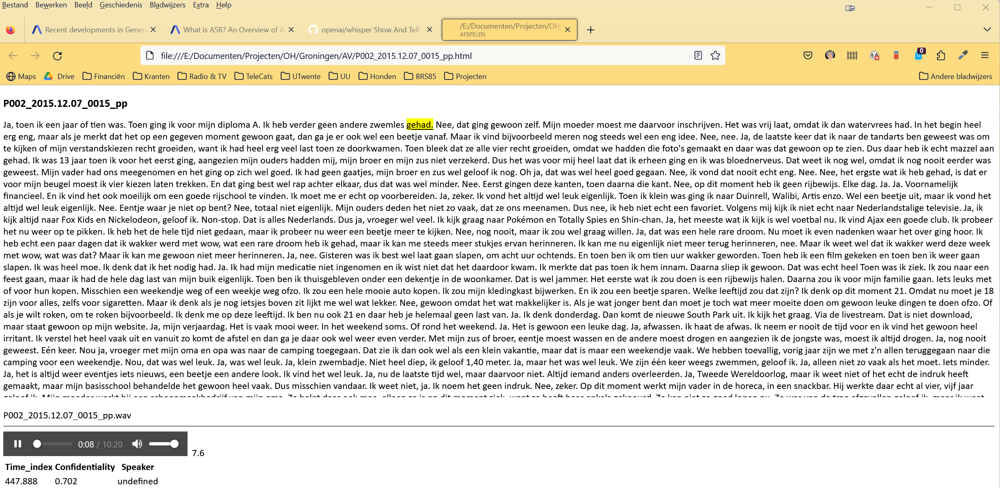 Bestand Bewerken Beeld Geschiedenis Bladwijzers Extra Help
Recent developments in Genera
What is ASR? An Overview of Au
openai/whisper Show And Tell
/E:/Documenten/Projecten/OH/
AFSPELEN
file:///E:/Documenten/Projecten/OH/Groningen/AV/P002_2015.12.07_0015_pp.html
0
Maps Drive Financiën Kranten Radio & TV TeleCats UTwente UU Honden BRS85 Projecten Andere bladwijzers
P002_2015.12.07_0015_pp
Ja, toen ik een jaar of tien was. Toen ging ik voor mijn diploma A. Ik heb verder geen andere zwemles gehad. Nee, dat ging gewoon zelf. Mijn moeder moest me daarvoor inschrijven. Het was vrij laat, omdat ik dan watervrees had. In het begin heel
erg eng, maar als je merkt dat het op een gegeven moment gewoon gaat, dan ga je er ook wel een beetje vanaf. Maar ik vind bijvoorbeeld meren nog steeds wel een eng idee. Nee, nee. Ja, de laatste keer dat ik naar de tandarts ben geweest was om
te kijken of mijn verstandskiezen recht groeiden, want ik had heel erg veel last toen ze doorkwamen. Toen bleek dat ze alle vier recht groeiden, omdat we hadden die foto's gemaakt en daar was dat gewoon op te zien. Dus daar heb ik echt mazzel aan
gehad. Ik was 13 jaar toen ik voor het eerst ging, aangezien mijn ouders hadden mij, mijn broer en mijn zus niet verzekerd. Dus het was voor mij heel laat dat ik erheen ging en ik was bloednerveus. Dat weet ik nog wel, omdat ik nog nooit eerder was
geweest. Mijn vader had ons meegenomen en het ging op zich wel goed. Ik had geen gaatjes, mijn broer en zus wel geloof ik nog. Oh ja, dat was wel heel goed gegaan. Nee, ik vond dat nooit echt eng. Nee. Nee, het ergste wat ik heb gehad, is dat er
voor mijn beugel moest ik vier kiezen laten trekken. En dat ging best wel rap achter elkaar, dus dat was wel minder. Nee. Eerst gingen deze kanten, toen daarna die kant. Nee, op dit moment heb ik geen rijbewijs. Elke dag. Ja. Ja. Voornamelijk
financieel. En ik vind het ook moeilijk om een goede rijschool te vinden. Ik moet me er echt op voorbereiden. Ja, zeker. Ik vond het altijd wel leuk eigenlijk. Toen ik klein was ging ik naar Duinrell, Walibi, Artis enzo. Wel een beetje uit, maar ik vond het
altijd wel leuk eigenlijk. Nee. Eentje waar je niet op bent? Nee, totaal niet eigenlijk. Mijn ouders deden het niet zo vaak, dat ze ons meenamen. Dus nee, ik heb niet echt een favoriet. Volgens mij kijk ik niet echt naar Nederlandstalige televisie. Ja, ik
kijk altijd naar Fox Kids en Nickelodeon, geloof ik. Non-stop. Dat is alles Nederlands. Dus ja, vroeger wel veel. Ik kijk graag naar Pokémon en Totally Spies en Shin-chan. Ja, het meeste wat ik kijk is wel voetbal nu. Ik vind Ajax een goede club. Ik probeer
het nu weer op te pikken. Ik heb het de hele tijd niet gedaan, maar ik probeer nu weer een beetje meer te kijken. Nee, nog nooit, maar ik zou wel graag willen. Ja, dat was een hele rare droom. Nu moet ik even nadenken waar het over ging hoor. Ik
heb echt een paar dagen dat ik wakker werd met wow, wat een rare droom heb ik gehad, maar ik kan me steeds meer stukjes ervan herinneren. Ik kan me nu eigenlijk niet meer terug herinneren, nee. Maar ik weet wel dat ik wakker werd deze week
met wow, wat was dat? Maar ik kan me gewoon niet meer herinneren. Ja, nee. Gisteren was ik best wel laat gaan slapen, om acht uur ochtends. En toen ben ik om tien uur wakker geworden. Toen heb ik een film gekeken en toen ben ik weer gaan
slapen. Ik was heel moe. Ik denk dat ik het nodig had. Ja. Ik had mijn medicatie niet ingenomen en ik wist niet dat het daardoor kwam. Ik merkte dat pas toen ik hem innam. Daarna sliep ik gewoon. Dat was echt heel Toen was ik ziek. Ik zou naar een
feest gaan, maar ik had de hele dag last van mijn buik eigenlijk. Toen ben ik thuisgebleven onder een dekentje in de woonkamer. Dat is wel jammer. Het eerste wat ik zou doen is een rijbewijs halen. Daarna zou ik voor mijn familie gaan. Iets leuks met
of voor hun kopen. Misschien een weekendje weg of een weekje weg ofzo. Ik zou een hele mooie auto kopen. Ik zou mijn kledingkast bijwerken. En ik zou een beetje sparen. Welke leeftijd zou dat zijn? Ik denk op dit moment 21. Omdat nu moet je 18
zijn voor alles, zelfs voor sigaretten. Maar ik denk als je nog ietsjes boven zit lijkt me wel wat lekker. Nee, gewoon omdat het wat makkelijker is. Als je wat jonger bent dan moet je toch wat meer moeite doen om gewoon leuke dingen te doen ofzo. Of
als je wilt roken, om te roken bijvoorbeeld. Ik denk me op deze leeftijd. Ik ben nu ook 21 en daar heb je helemaal geen last van. Ja. Ik denk donderdag. Dan komt de nieuwe South Park uit. Ik kijk het graag. Via de livestream. Dat is niet download,
maar staat gewoon op mijn website. Ja, mijn verjaardag. Het is vaak mooi weer. In het weekend soms. Of rond het weekend. Ja. Het is gewoon een leuke dag. Ja, afwassen. Ik haat de afwas. Ik neem er nooit de tijd voor en ik vind het gewoon heel
irritant. Ik verstel het heel vaak uit en vanuit zo komt de afstel en dan ga je daar ook wel weer even verder. Met mijn zus of broer, eentje moest wassen en de andere moest drogen en aangezien ik de jongste was, moest ik altijd drogen. Ja, nog nooit
geweest. Eén keer. Nou ja, vroeger met mijn oma en opa was naar de camping toegegaan. Dat zie ik dan ook wel als een klein vakantie, maar dat is maar een weekendje vaak. We hebben toevallig, vorig jaar zijn we met z'n allen teruggegaan naar die
camping voor een weekendje. Nou, dat was wel leuk. Ja, was wel leuk. Ja, klein zwembadje. Niet heel diep, ik geloof 1,40 meter. Ja, maar het was wel leuk. We zijn één keer weegs zwemmen, geloof ik. Ja, alleen niet zo vaak als het moet. Iets minder.
Ja, het is altijd weer eventjes iets nieuws, een beetje een andere look. Ik vind het wel leuk. Ja, nu de laatste tijd wel, maar daarvoor niet. Altijd iemand anders overleerden. Ja, Tweede Wereldoorlog, maar ik weet niet of het echt de indruk heeft
gemaakt, maar mijn basisschool behandelde het gewoon heel vaak. Dus misschien vandaar. Ik weet niet, ja. Ik noem het geen indruk. Nee, zeker. Op dit moment werkt mijn vader in de horeca, in een snackbar. Hij werkte daar echt al vier, vijf jaar
P002_2015.12.07_0015_pp.wav
0:08 / 10:20 7.6
Time_index Confidentiality Speaker
447.888 0.702 undefined